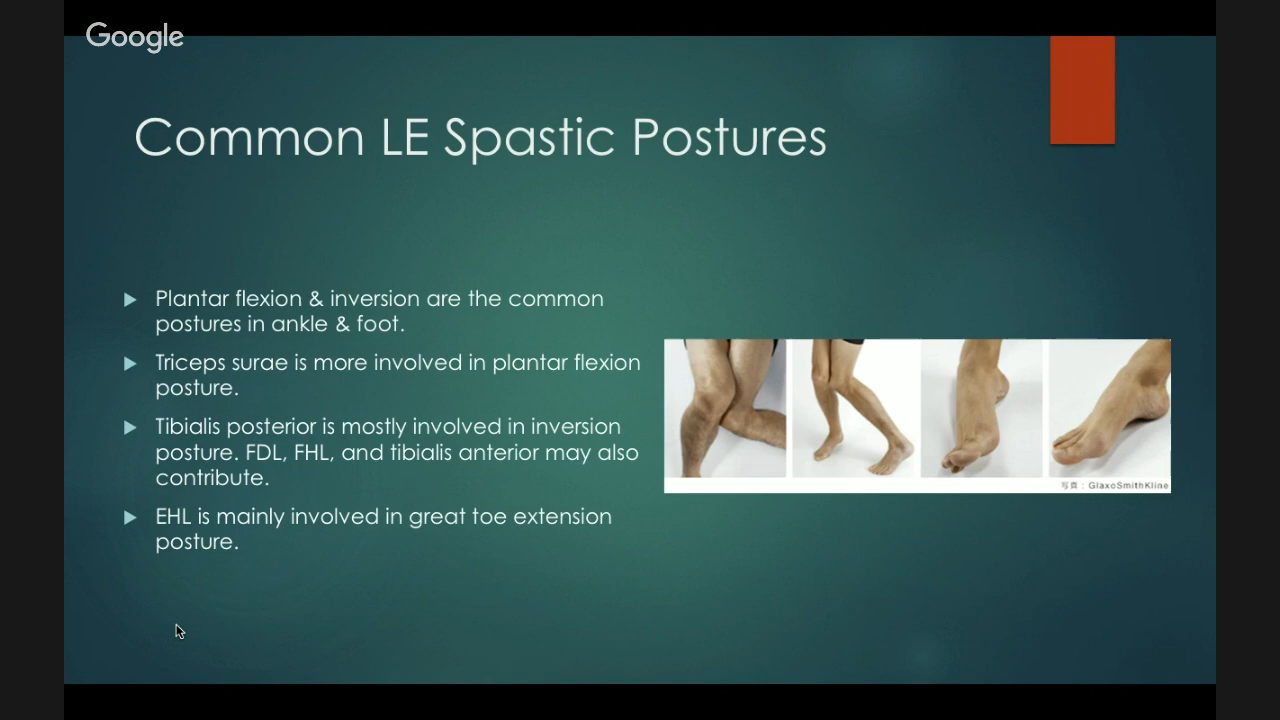 Google
Common LE Spastic Postures
Plantar flexion & inversion are the common
postures in ankle & foot.
Triceps surae is more involved in plantar flexion
posture.
Tibialis posterior is mostly involved in inversion
posture. FDL, FHL, and tibialis anterior may also
contribute.
EHL is mainly involved in great toe extension
posture.
写真：GlaxoSmithKline